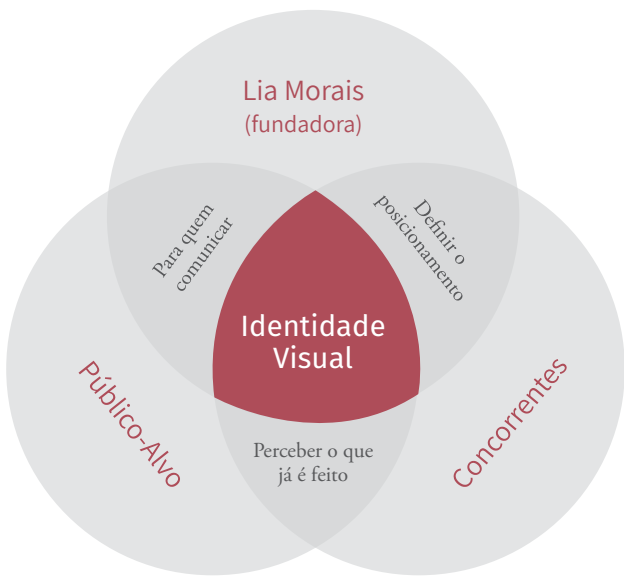 Lia Morais
(fundadora)
Para quem
comunicar
Definir o
posicionamento
Identidade
Visual
Público-Alvo
Concorrentes
Perceber o que
já é feito